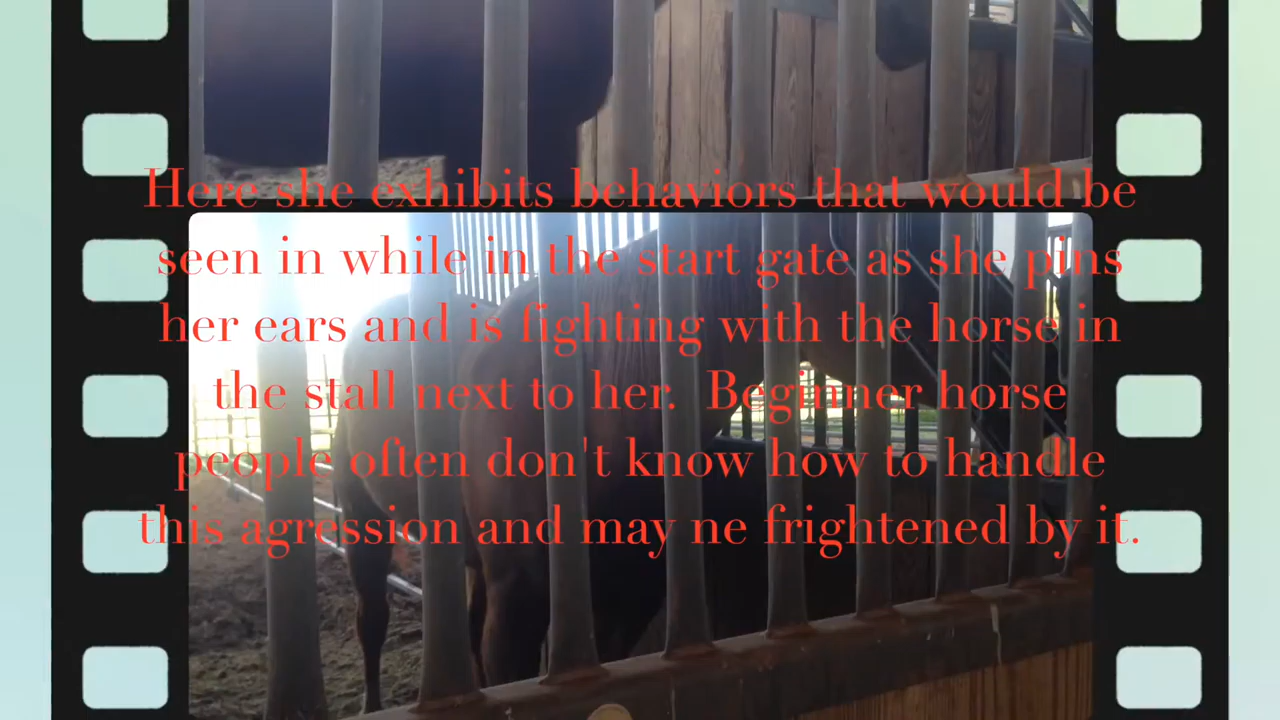 Here she exhibits behaviors that would be
seen in while in the start gate as she pins
her ears and is fighting with the horse in
the stall next to her. Beginner horse
people often don't know how to handle
this agression and may ne frightened by it.